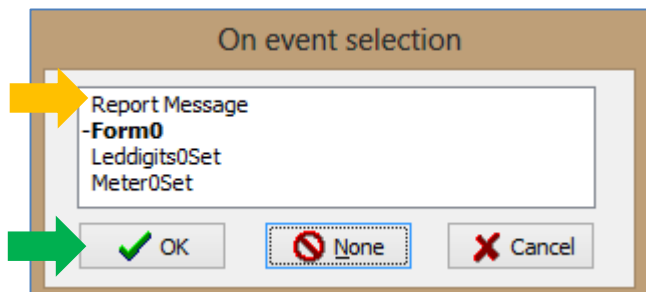 On event selection
Report Message
-Form0
Leddigits0Set
Meter0Set
OK None Cancel